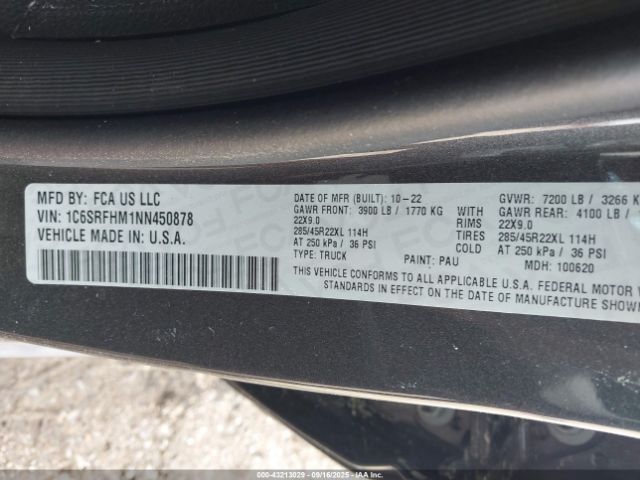 MFD BY: FCA US LLC
VIN: 1C6SRFHM1NN450878
VEHICLE MADE IN: U.S.A.
DATE OF MFR (BUILT): 10-22 GVWR: 7200 LB / 3266 K
GAWR FRONT: 3900 LB / 1770 KG WITH GAWR REAR: 4100 LB /
22X9.0 RIMS 22X9.0
285/45R22XL 114H TIRES 285/45R22XL 114H
AT 250 kPa / 36 PSI COLD AT 250 kPa / 36 PSI
TYPE: TRUCK PAINT: PAU MDH: 100620
THIS VEHICLE CONFORMS TO ALL APPLICABLE U.S.A. FEDERAL MOTOR
STANDARDS IN EFFECT ON THE DATE OF MANUFACTURE SHOWN
000-43213029 - 09/16/2025 - IAAI.COM